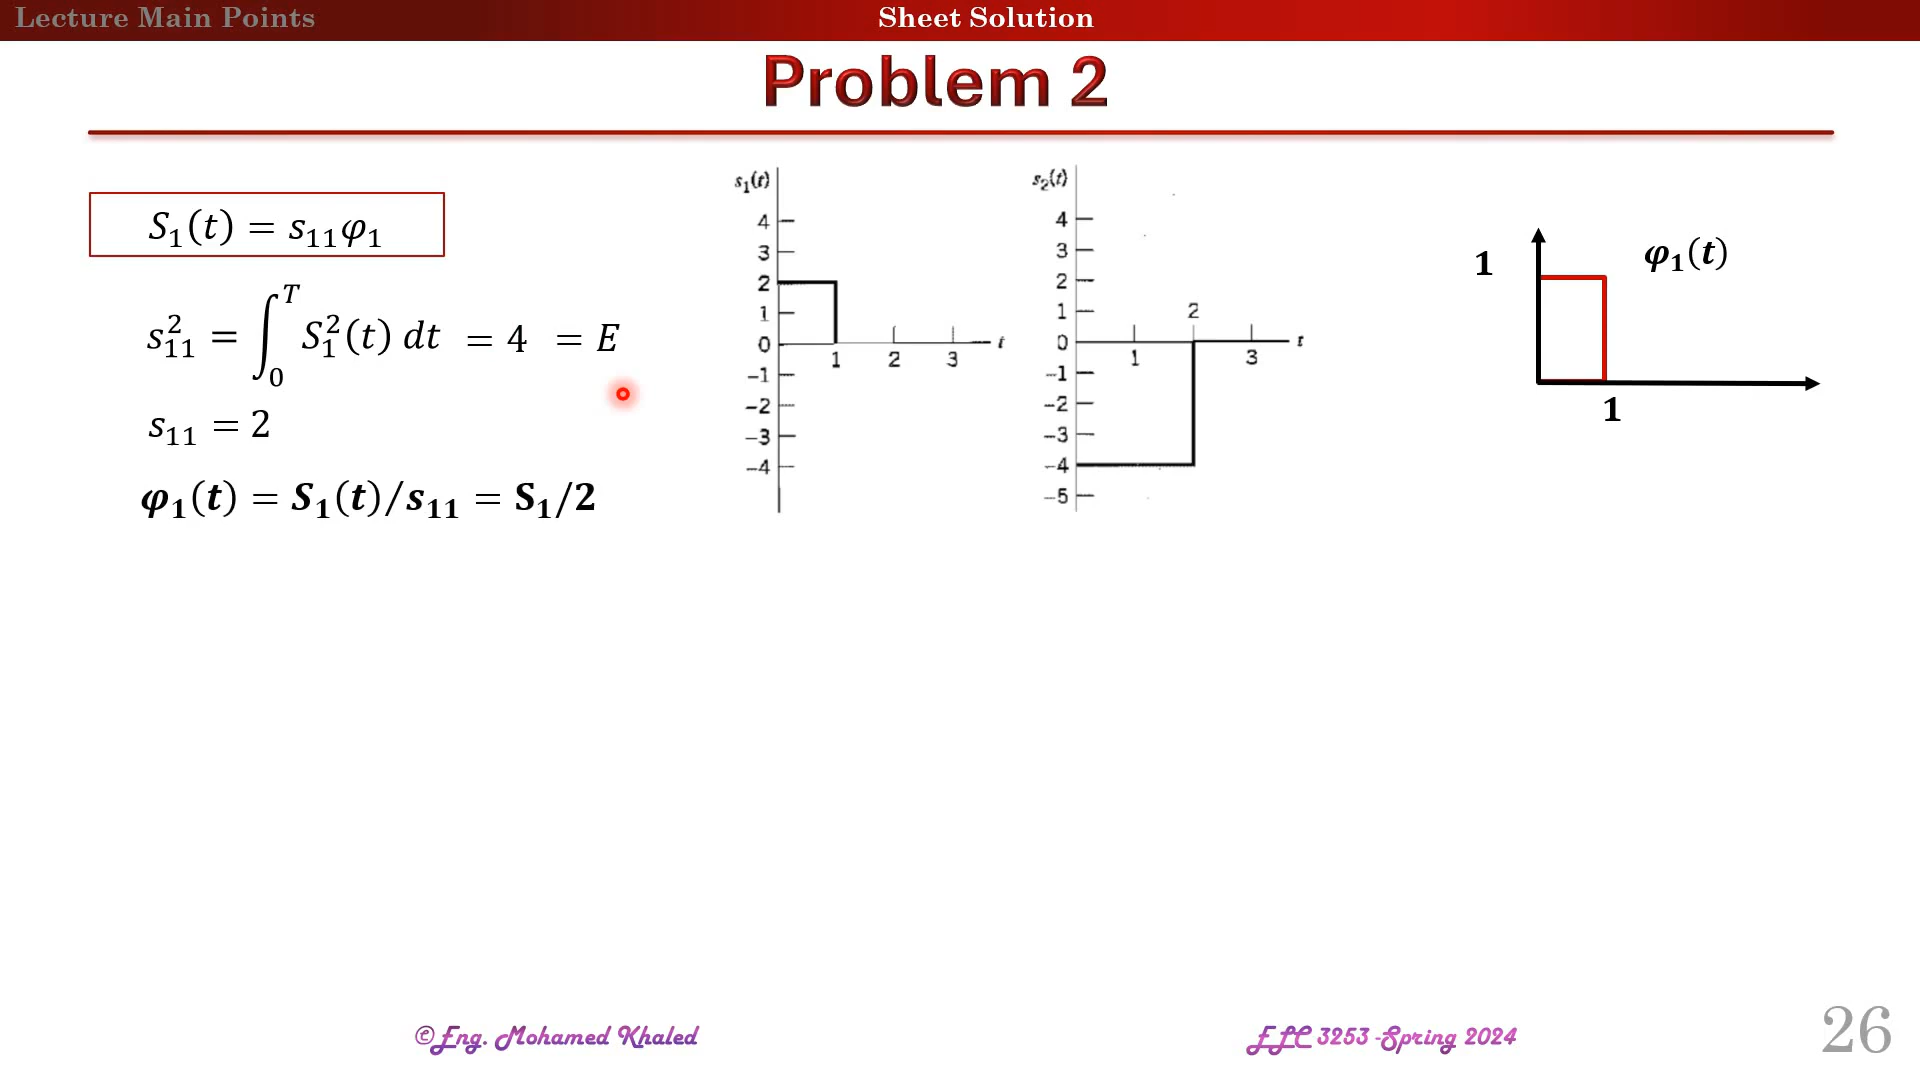 Lecture Main Points
Sheet Solution
Problem 2
S₁(t) = s₁₁φ₁
s₁₁² = ∫₀ᵀ S₁²(t) dt = 4 = E
s₁₁ = 2
φ₁(t) = S₁(t)/s₁₁ = S₁/2
s₁(t)
4
3
2
1
0
-1
-2
-3
-4
1 2 3 t
s₂(t)
4
3
2
1
0
-1
-2
-3
-4
-5
2
1 3 t
φ₁(t)
1
1
©Eng. Mohamed Khaled
ELC 3253 -Spring 2024
26